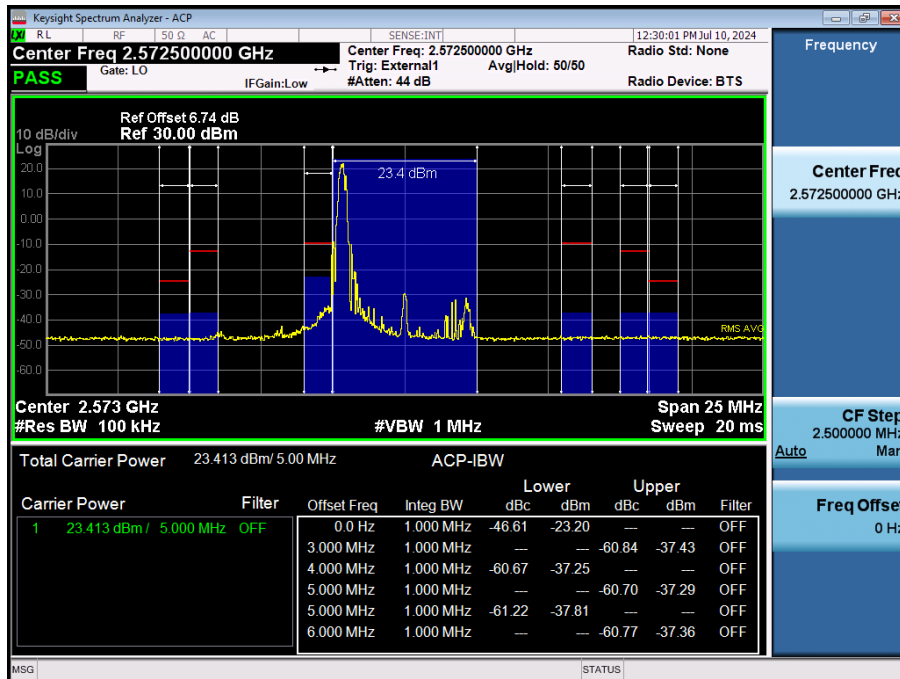 Keysight Spectrum Analyzer - ACP
LXI RL RF 50 Ω AC SENSE:INT 12:30:01 PM Jul 10, 2024
Center Freq 2.572500000 GHz Center Freq: 2.572500000 GHz Radio Std: None
Gate: LO Trig: External1 Avg|Hold: 50/50
PASS IFGain:Low #Atten: 44 dB Radio Device: BTS
Ref Offset 6.74 dB
10 dB/div Ref 30.00 dBm
Log
20.0
23.4 dBm
10.0
0.00
-10.0
-20.0
-30.0
-40.0
RMS AVG
-50.0
-60.0
Center 2.573 GHz Span 25 MHz
#Res BW 100 kHz #VBW 1 MHz Sweep 20 ms
Total Carrier Power 23.413 dBm/ 5.00 MHz ACP-IBW
Lower Upper
Carrier Power Filter Offset Freq Integ BW dBc dBm dBc dBm Filter
1 23.413 dBm / 5.000 MHz OFF 0.0 Hz 1.000 MHz -46.61 -23.20 --- --- OFF
3.000 MHz 1.000 MHz --- --- -60.84 -37.43 OFF
4.000 MHz 1.000 MHz -60.67 -37.25 --- --- OFF
5.000 MHz 1.000 MHz --- --- -60.70 -37.29 OFF
5.000 MHz 1.000 MHz -61.22 -37.81 --- --- OFF
6.000 MHz 1.000 MHz --- --- -60.77 -37.36 OFF
MSG STATUS
Frequency
Center Freq
2.572500000 GHz
CF Step
2.500000 MHz
Auto Man
Freq Offset
0 Hz